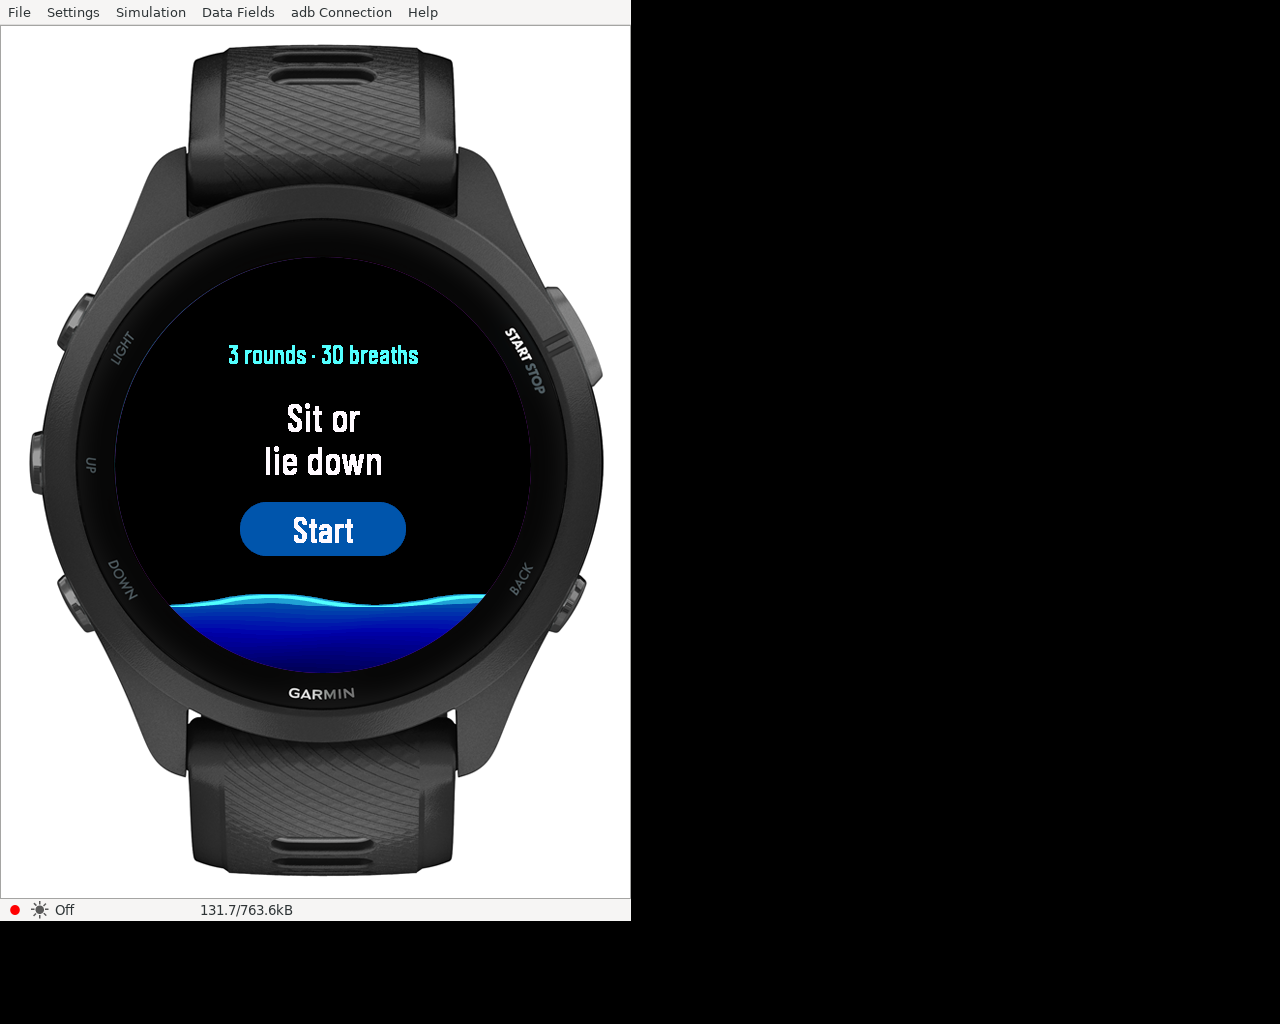 File Settings Simulation Data Fields adb Connection Help
LIGHT
START STOP
3 rounds · 30 breaths
Sit or
lie down
UP
Start
DOWN
BACK
GARMIN
Off 131.7/763.6kB